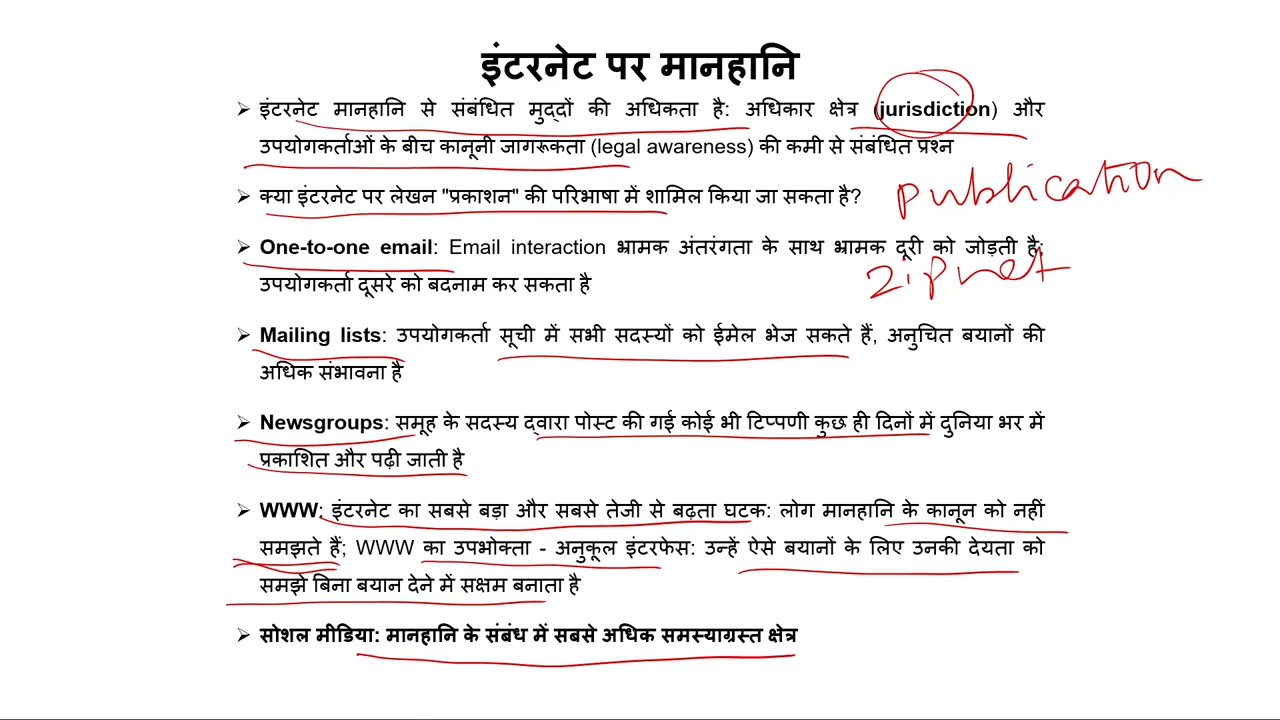 इंटरनेट पर मानहानि
➢ इंटरनेट मानहानि से संबंधित मुद्दों की अधिकता है: अधिकार क्षेत्र (jurisdiction) और
उपयोगकर्ताओं के बीच कानूनी जागरूकता (legal awareness) की कमी से संबंधित प्रश्न
publication
➢ क्या इंटरनेट पर लेखन "प्रकाशन" की परिभाषा में शामिल किया जा सकता है?
➢ One-to-one email: Email interaction भ्रामक अंतरंगता के साथ भ्रामक दूरी को जोड़ती है;
zipnet
उपयोगकर्ता दूसरे को बदनाम कर सकता है
➢ Mailing lists: उपयोगकर्ता सूची में सभी सदस्यों को ईमेल भेज सकते हैं, अनुचित बयानों की
अधिक संभावना है
➢ Newsgroups: समूह के सदस्य द्वारा पोस्ट की गई कोई भी टिप्पणी कुछ ही दिनों में दुनिया भर में
प्रकाशित और पढ़ी जाती है
➢ WWW: इंटरनेट का सबसे बड़ा और सबसे तेजी से बढ़ता घटक: लोग मानहानि के कानून को नहीं
समझते हैं; WWW का उपभोक्ता - अनुकूल इंटरफेस: उन्हें ऐसे बयानों के लिए उनकी देयता को
समझे बिना बयान देने में सक्षम बनाता है
➢ सोशल मीडिया: मानहानि के संबंध में सबसे अधिक समस्याग्रस्त क्षेत्र